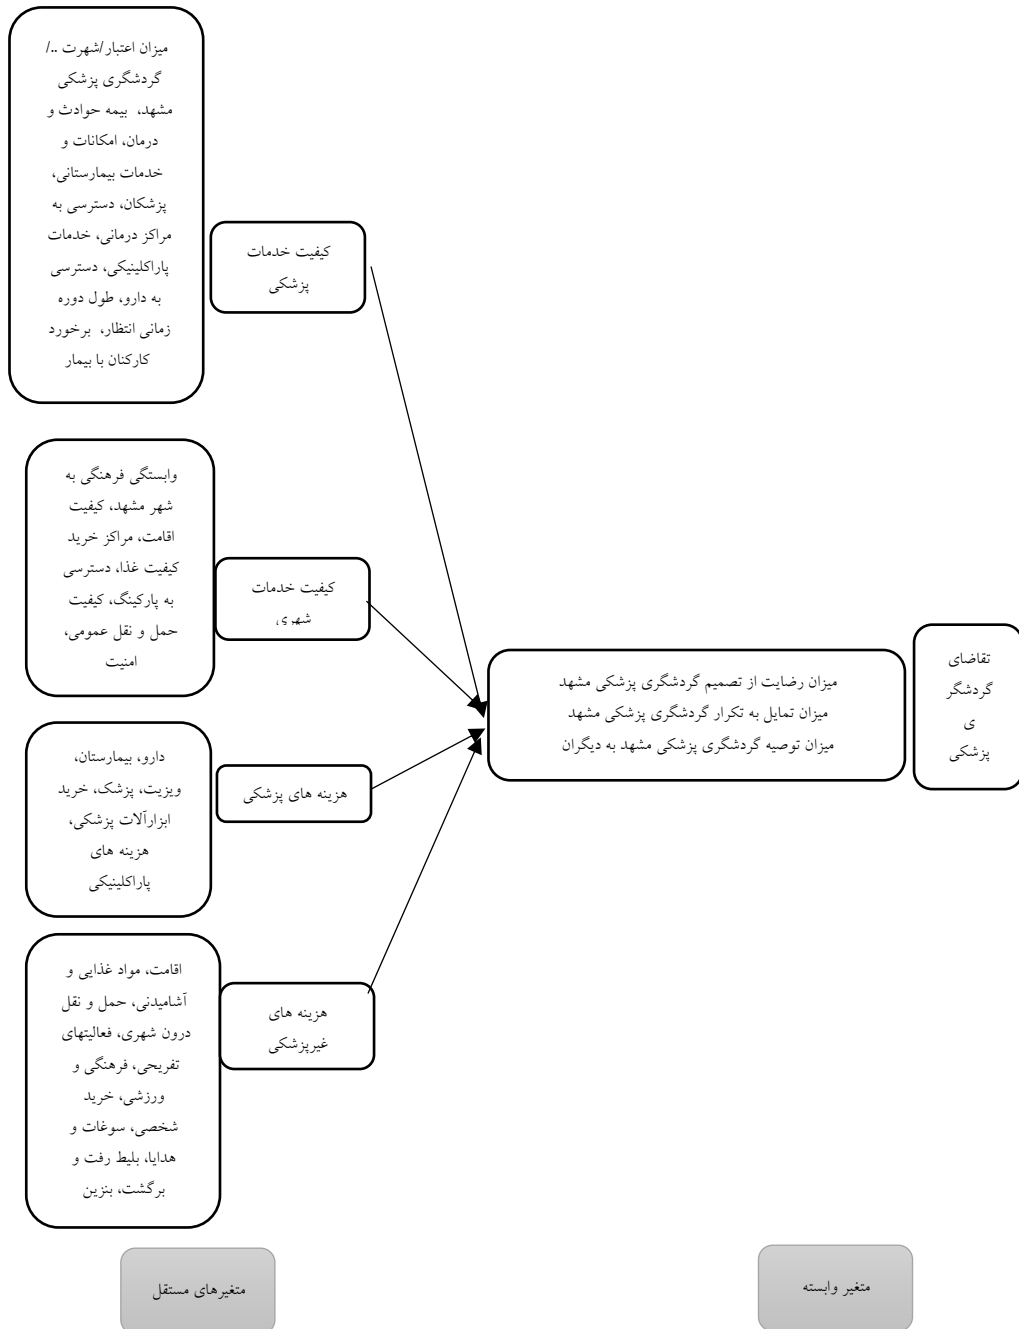 میزان اعتبار/شهرت ../
گردشگری پزشکی
مشهد، بیمه حوادث و
درمان، امکانات و
خدمات بیمارستانی،
پزشکان، دسترسی به
مراکز درمانی، خدمات
پاراکلینیکی، دسترسی
به دارو، طول دوره
زمانی انتظار، برخورد
کارکنان با بیمار
کیفیت خدمات
پزشکی
وابستگی فرهنگی به
شهر مشهد، کیفیت
اقامت، مراکز خرید
کیفیت غذا، دسترسی
به پارکینگ، کیفیت
حمل و نقل عمومی،
امنیت
کیفیت خدمات
شهری
دارو، بیمارستان،
ویزیت، پزشک، خرید
ابزارآلات پزشکی،
هزینه های
پاراکلینیکی
هزینه های پزشکی
اقامت، مواد غذایی و
آشامیدنی، حمل و نقل
درون شهری، فعالیتهای
تفریحی، فرهنگی و
ورزشی، خرید
شخصی، سوغات و
هدایا، بلیط رفت و
برگشت، بنزین
هزینه های
غیرپزشکی
میزان رضایت از تصمیم گردشگری پزشکی مشهد
میزان تمایل به تکرار گردشگری پزشکی مشهد
میزان توصیه گردشگری پزشکی مشهد به دیگران
تقاضای
گردشگر
ی
پزشکی
متغیرهای مستقل
متغیر وابسته